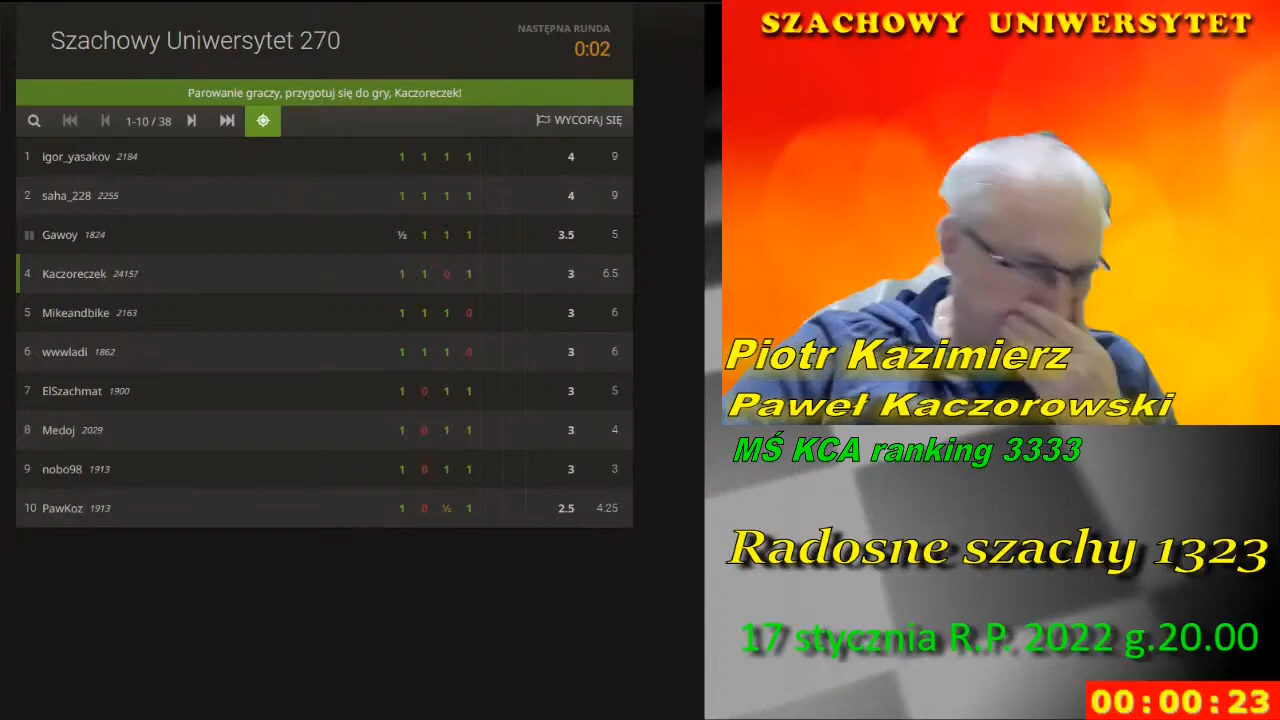 Szachowy Uniwersytet 270
NASTĘPNA RUNDA
0:02
Parowanie graczy, przygotuj się do gry, Kaczoreczek!
1-10 / 38
WYCOFAJ SIĘ
1 igor_yasakov 2184 1 1 1 1 4 9
2 saha_228 2255 1 1 1 1 4 9
Gawoy 1824 ½ 1 1 1 3.5 5
4 Kaczoreczek 2415? 1 1 0 1 3 6.5
5 Mikeandbike 2163 1 1 1 0 3 6
6 wwwladi 1862 1 1 1 0 3 6
7 ElSzachmat 1900 1 0 1 1 3 5
8 Medoj 2029 1 0 1 1 3 4
9 nobo98 1913 1 0 1 1 3 3
10 PawKoz 1913 1 0 ½ 1 2.5 4.25
SZACHOWY UNIWERSYTET
Piotr Kazimierz
Paweł Kaczorowski
MŚ KCA ranking 3333
Radosne szachy 1323
17 stycznia R.P. 2022 g.20.00
00:00:23